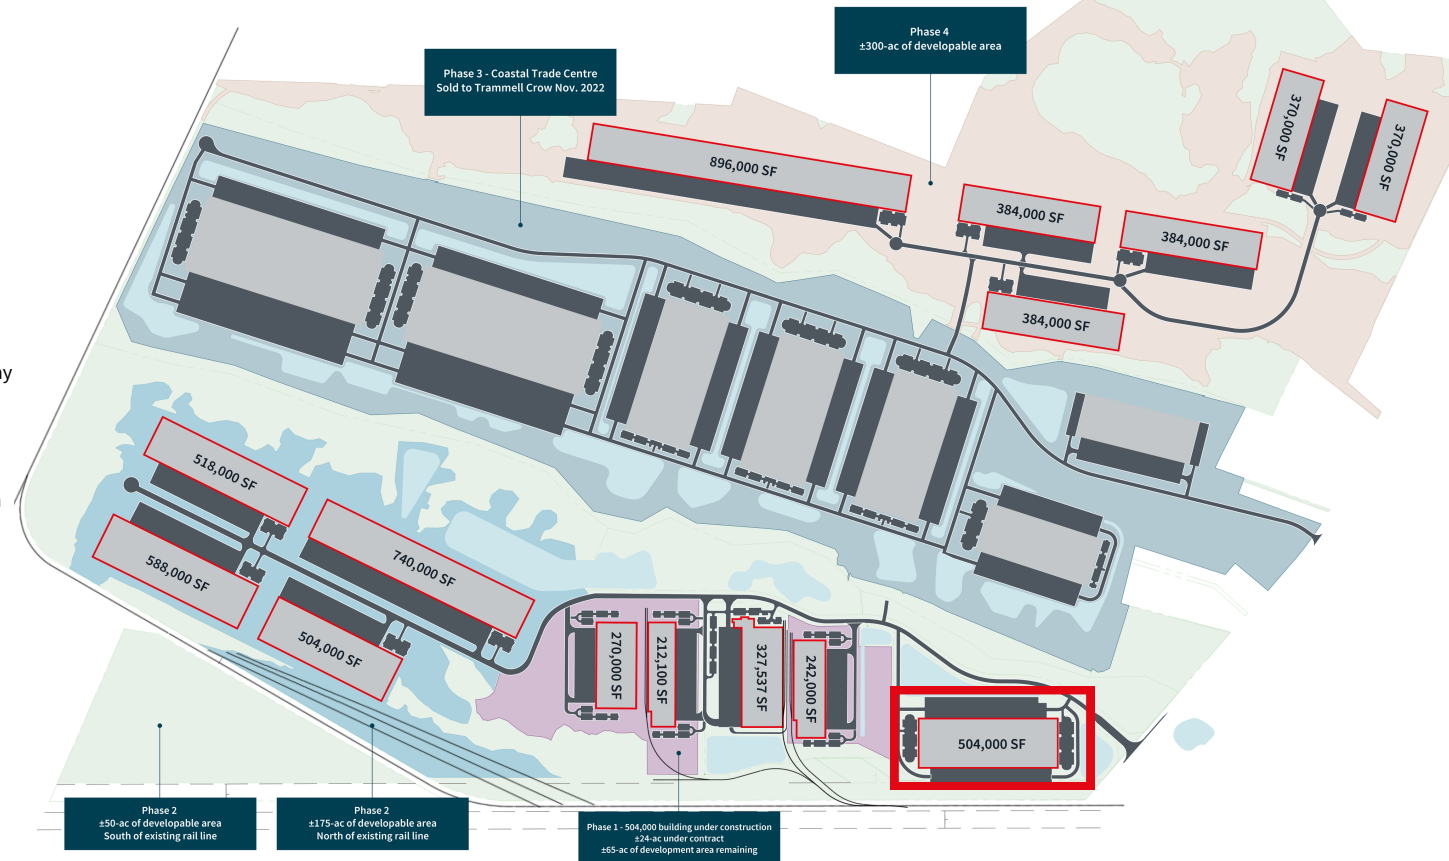 Phase 4
±300-ac of developable area
Phase 3 - Coastal Trade Centre
Sold to Trammell Crow Nov. 2022
370,000 SF
370,000 SF
896,000 SF
384,000 SF
384,000 SF
384,000 SF
518,000 SF
740,000 SF
588,000 SF
504,000 SF
270,000 SF
212,100 SF
327,537 SF
242,000 SF
504,000 SF
Phase 2
±50-ac of developable area
South of existing rail line
Phase 2
±175-ac of developable area
North of existing rail line
Phase 1 - 504,000 building under construction
±24-ac under contract
±65-ac of development area remaining